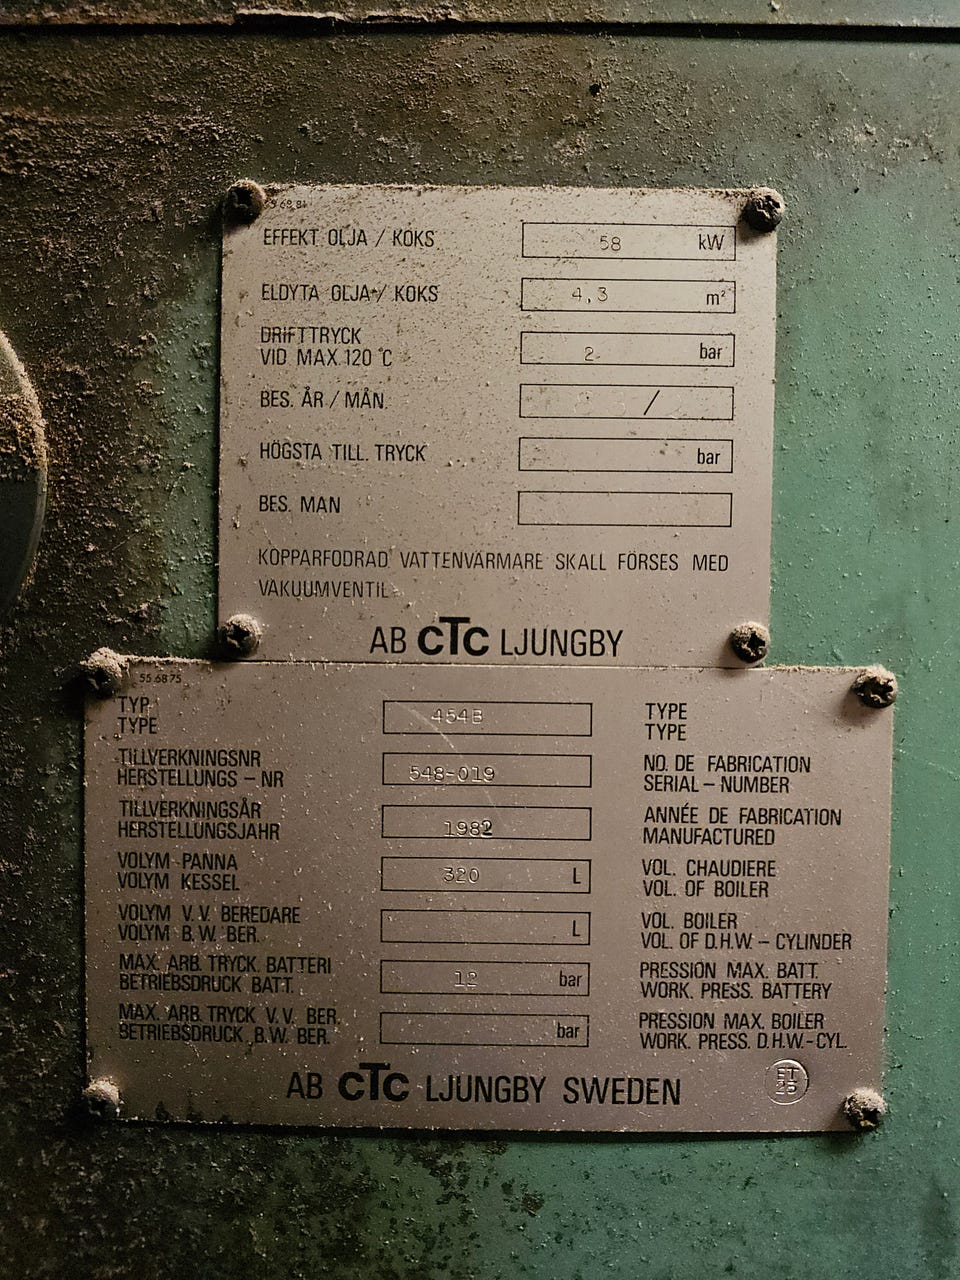 EFFEKT OLJA / KOKS 58 kW
ELDYTA OLJA / KOKS 4,3 m²
DRIFTTRYCK
VID MAX 120 °C 2 bar
BES. ÅR / MÅN. /
HÖGSTA TILL. TRYCK bar
BES. MAN
KOPPARFODRAD VATTENVÄRMARE SKALL FÖRSES MED
VAKUUMVENTIL
AB CTC LJUNGBY
55 68 75
TYP TYPE
TYPE 454B TYPE
TILLVERKNINGSNR NO. DE FABRICATION
HERSTELLUNGS – NR 548-019 SERIAL – NUMBER
TILLVERKNINGSÅR ANNÉE DE FABRICATION
HERSTELLUNGSJAHR 1982 MANUFACTURED
VOLYM PANNA VOL. CHAUDIERE
VOLYM KESSEL 320 L VOL. OF BOILER
VOLYM V.V. BEREDARE VOL. BOILER
VOLYM B.W. BER. L VOL. OF D.H.W. – CYLINDER
MAX. ARB. TRYCK. BATTERI PRESSION MAX. BATT.
BETRIEBSDRUCK BATT. 12 bar WORK. PRESS. BATTERY
MAX. ARB. TRYCK V.V. BER. PRESSION MAX. BOILER
BETRIEBSDRUCK B.W. BER. bar WORK. PRESS. D.H.W.-CYL.
AB CTC LJUNGBY SWEDEN
ET
25